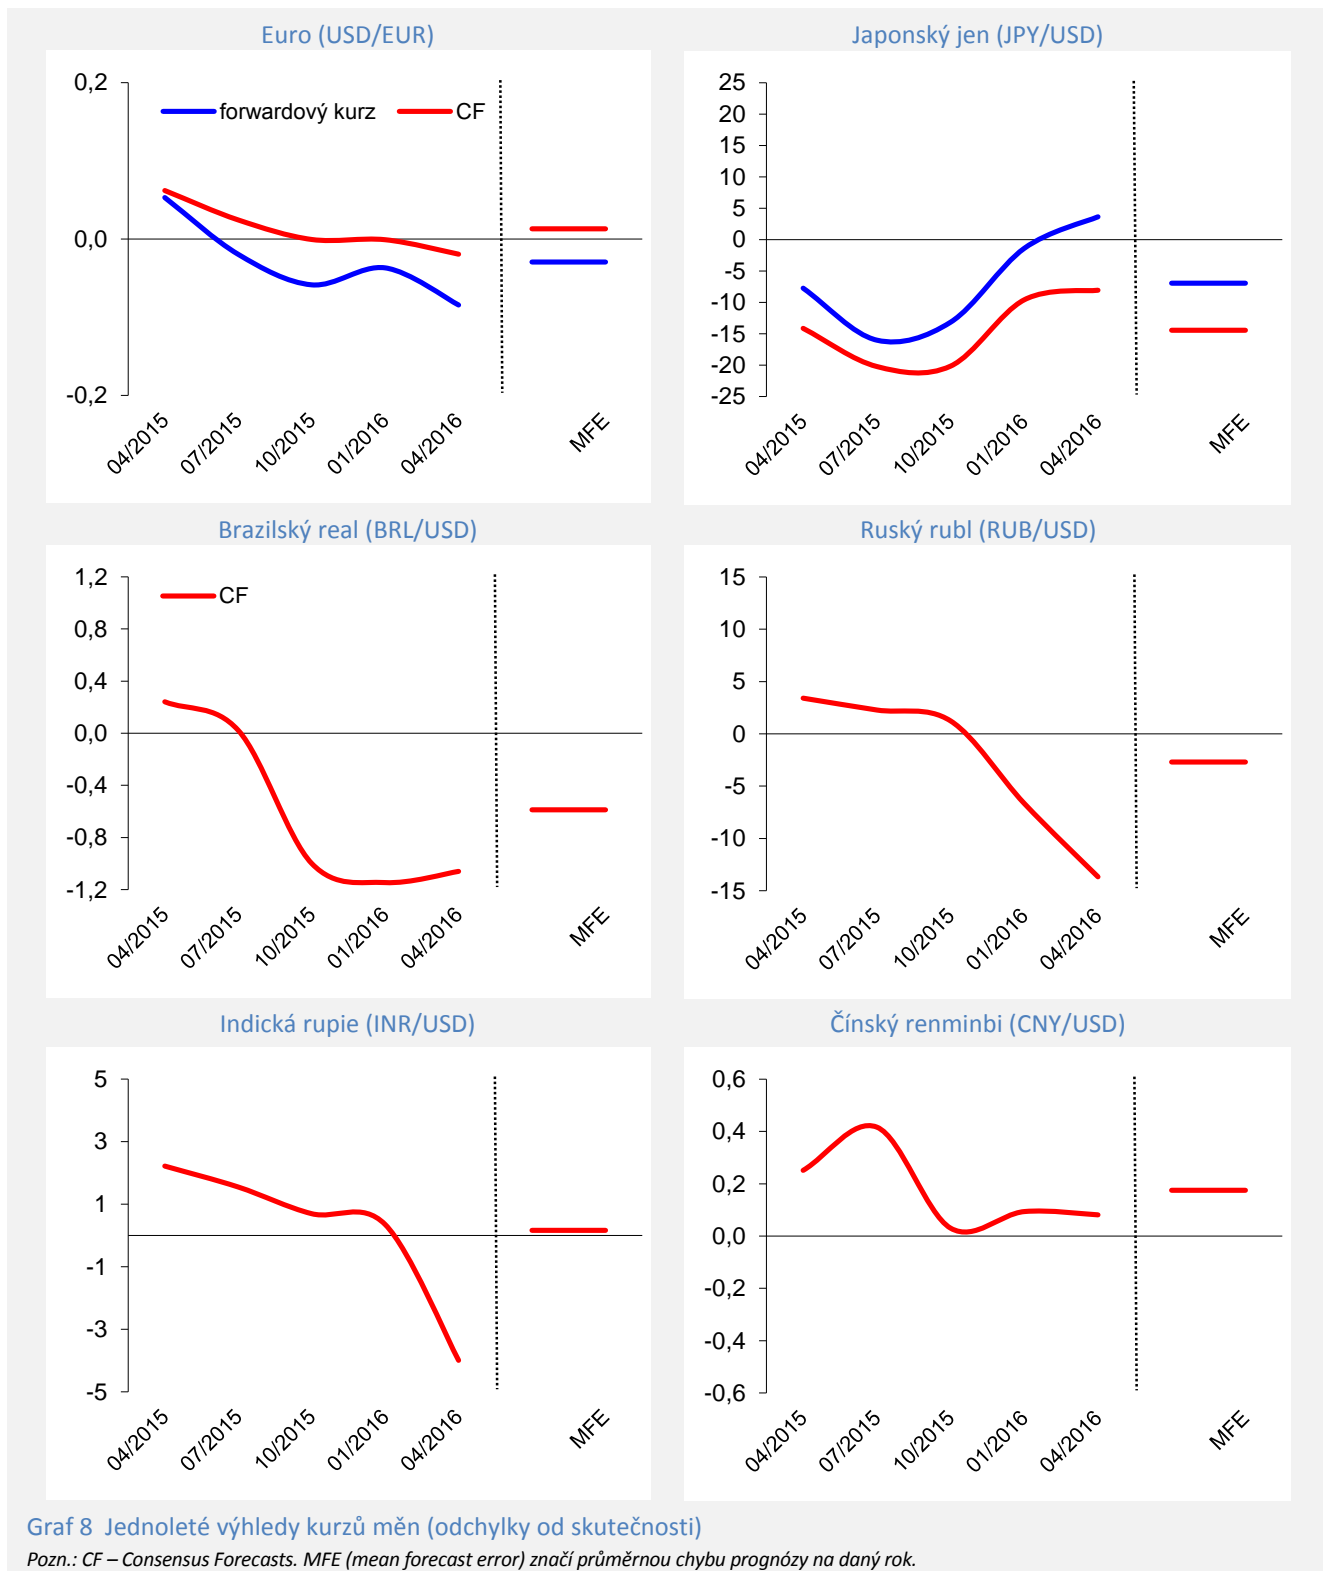 Euro (USD/EUR)
0,2
0,0
-0,2
forwardový kurz CF
04/2015 07/2015 10/2015 01/2016 04/2016 MFE
Japonský jen (JPY/USD)
25
20
15
10
5
0
-5
-10
-15
-20
-25
04/2015 07/2015 10/2015 01/2016 04/2016 MFE
Brazilský real (BRL/USD)
1,2
0,8
0,4
0,0
-0,4
-0,8
-1,2
CF
04/2015 07/2015 10/2015 01/2016 04/2016 MFE
Ruský rubl (RUB/USD)
15
10
5
0
-5
-10
-15
04/2015 07/2015 10/2015 01/2016 04/2016 MFE
Indická rupie (INR/USD)
5
3
1
-1
-3
-5
04/2015 07/2015 10/2015 01/2016 04/2016 MFE
Čínský renminbi (CNY/USD)
0,6
0,4
0,2
0,0
-0,2
-0,4
-0,6
04/2015 07/2015 10/2015 01/2016 04/2016 MFE
Graf 8 Jednoleté výhledy kurzů měn (odchylky od skutečnosti)
Pozn.: CF – Consensus Forecasts. MFE (mean forecast error) značí průměrnou chybu prognózy na daný rok.